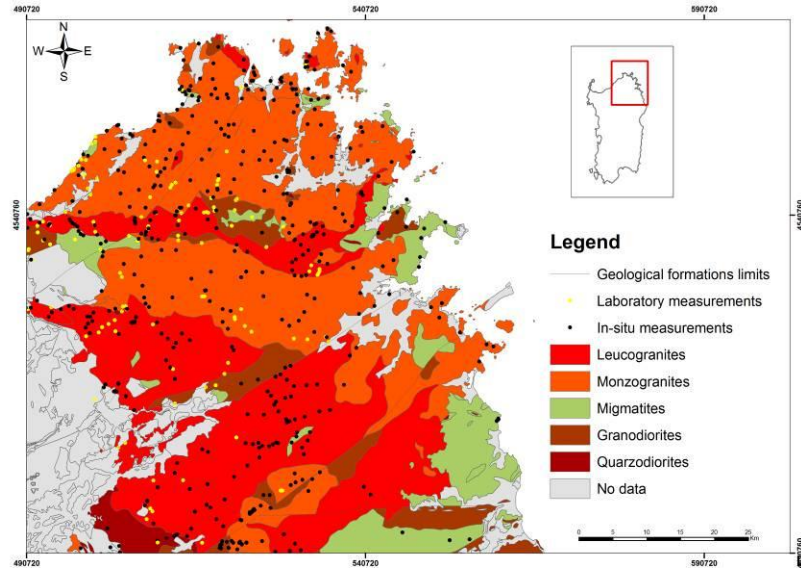 490720 540720 590720
N
W E
S
4540760
4540760
Legend
Geological formations limits
Laboratory measurements
In-situ measurements
Leucogranites
Monzogranites
Migmatites
Granodiorites
Quarzodiorites
No data
0 5 10 15 20 25
Km
490720 540720 590720